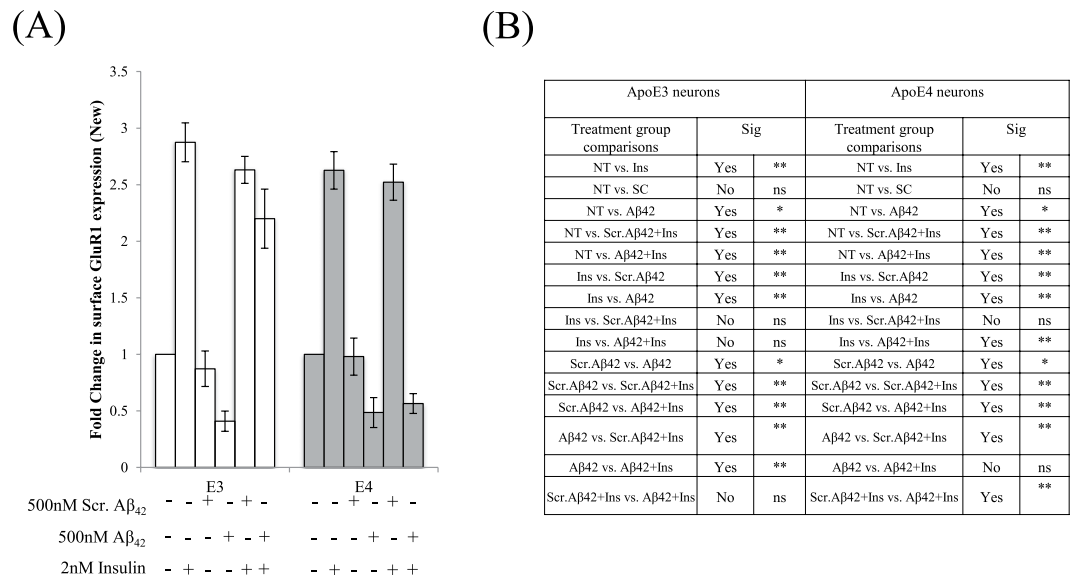 (A)
(B)
Fold Change in surface GluR1 expression (New)
3.5
3
2.5
2
1.5
1
0.5
0
E3 E4
500nM Scr. Aβ42 - - + - + - - - + - + -
500nM Aβ42 - - - + - + - - - + - +
2nM Insulin - + - - + + - + - - + +
ApoE3 neurons ApoE4 neurons
Treatment group comparisons Sig Treatment group comparisons Sig
NT vs. Ins Yes ** NT vs. Ins Yes **
NT vs. SC No ns NT vs. SC No ns
NT vs. Aβ42 Yes * NT vs. Aβ42 Yes *
NT vs. Scr.Aβ42+Ins Yes ** NT vs. Scr.Aβ42+Ins Yes **
NT vs. Aβ42+Ins Yes ** NT vs. Aβ42+Ins Yes **
Ins vs. Scr.Aβ42 Yes ** Ins vs. Scr.Aβ42 Yes **
Ins vs. Aβ42 Yes ** Ins vs. Aβ42 Yes **
Ins vs. Scr.Aβ42+Ins No ns Ins vs. Scr.Aβ42+Ins No ns
Ins vs. Aβ42+Ins No ns Ins vs. Aβ42+Ins Yes **
Scr.Aβ42 vs. Aβ42 Yes * Scr.Aβ42 vs. Aβ42 Yes *
Scr.Aβ42 vs. Scr.Aβ42+Ins Yes ** Scr.Aβ42 vs. Scr.Aβ42+Ins Yes **
Scr.Aβ42 vs. Aβ42+Ins Yes ** Scr.Aβ42 vs. Aβ42+Ins Yes **
Aβ42 vs. Scr.Aβ42+Ins Yes ** Aβ42 vs. Scr.Aβ42+Ins Yes **
Aβ42 vs. Aβ42+Ins Yes ** Aβ42 vs. Aβ42+Ins No ns
Scr.Aβ42+Ins vs. Aβ42+Ins No ns Scr.Aβ42+Ins vs. Aβ42+Ins Yes **